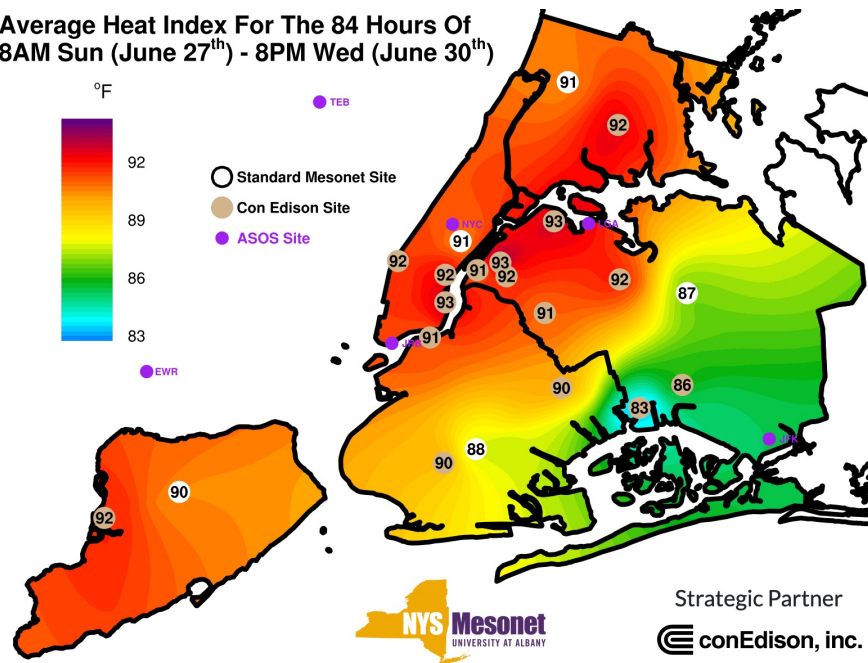 Average Heat Index For The 84 Hours Of
8AM Sun (June 27th) - 8PM Wed (June 30th)
oF
92
89
86
83
TEB
Standard Mesonet Site
Con Edison Site
ASOS Site
EWR
91
92
NYC
91
93
LGA
92
92
91
93
92
92
87
93
91
JRB
91
90
86
83
JFK
88
90
90
92
NYS Mesonet
UNIVERSITY AT ALBANY
Strategic Partner
conEdison, inc.